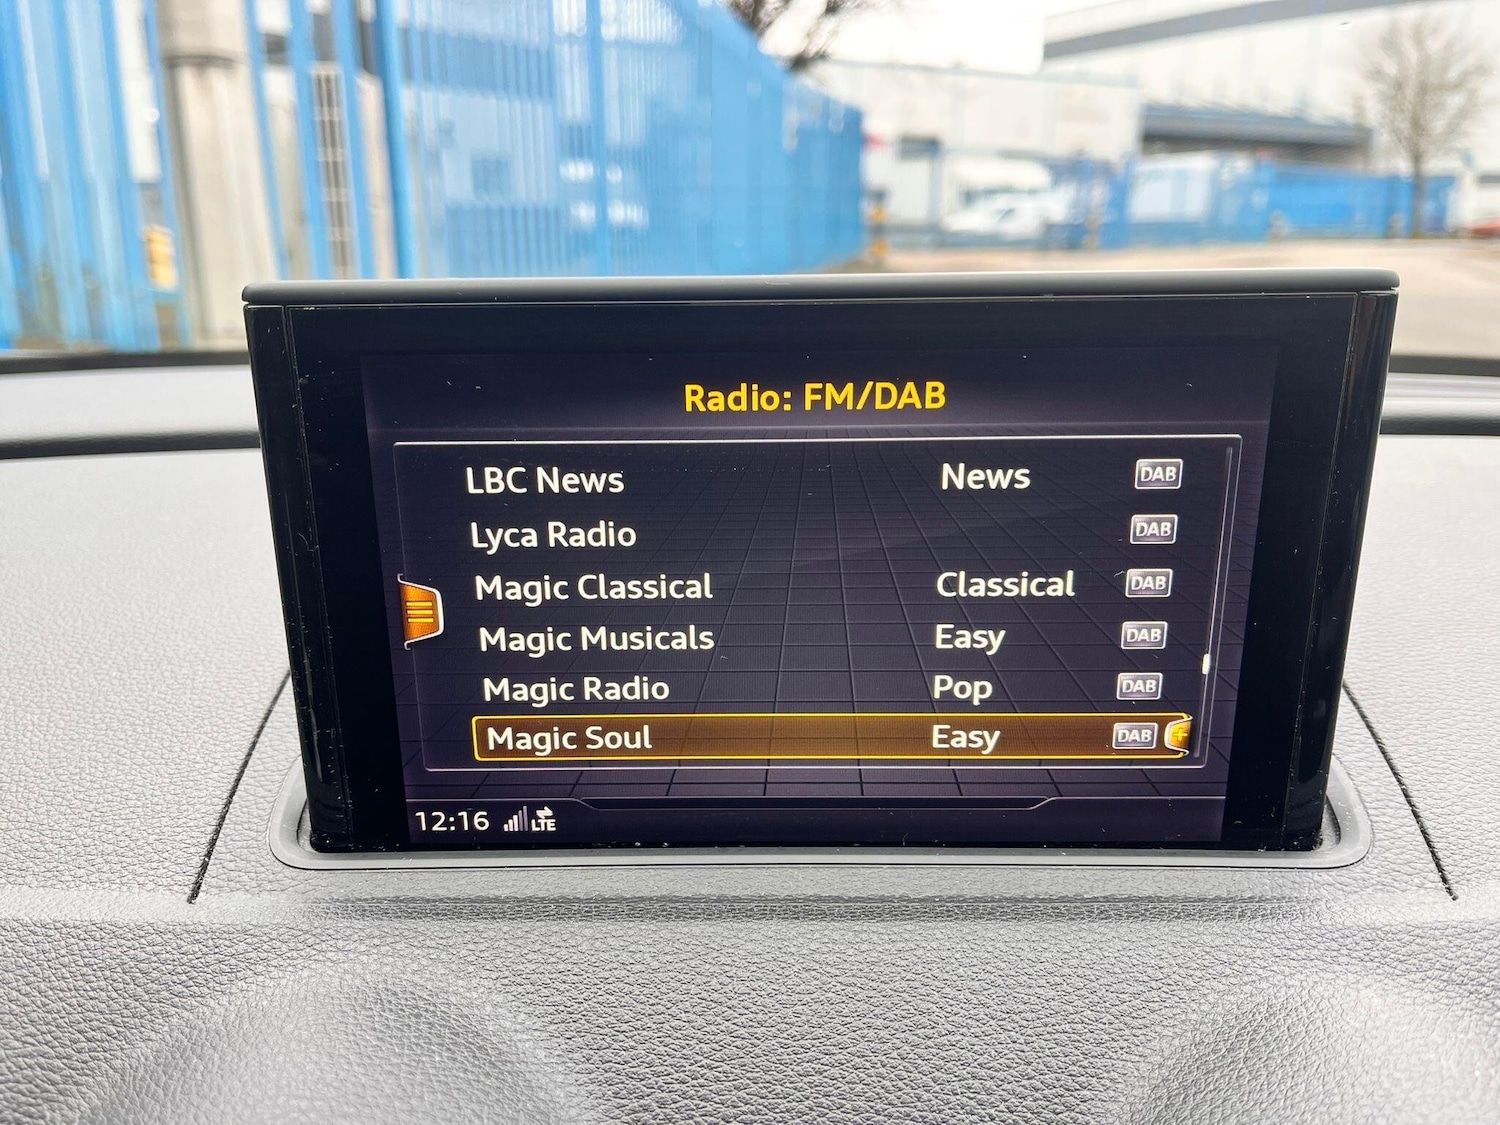 Radio: FM/DAB
LBC News News DAB
Lyca Radio DAB
Magic Classical Classical DAB
Magic Musicals Easy DAB
Magic Radio Pop DAB
Magic Soul Easy DAB +
12:16 LTE